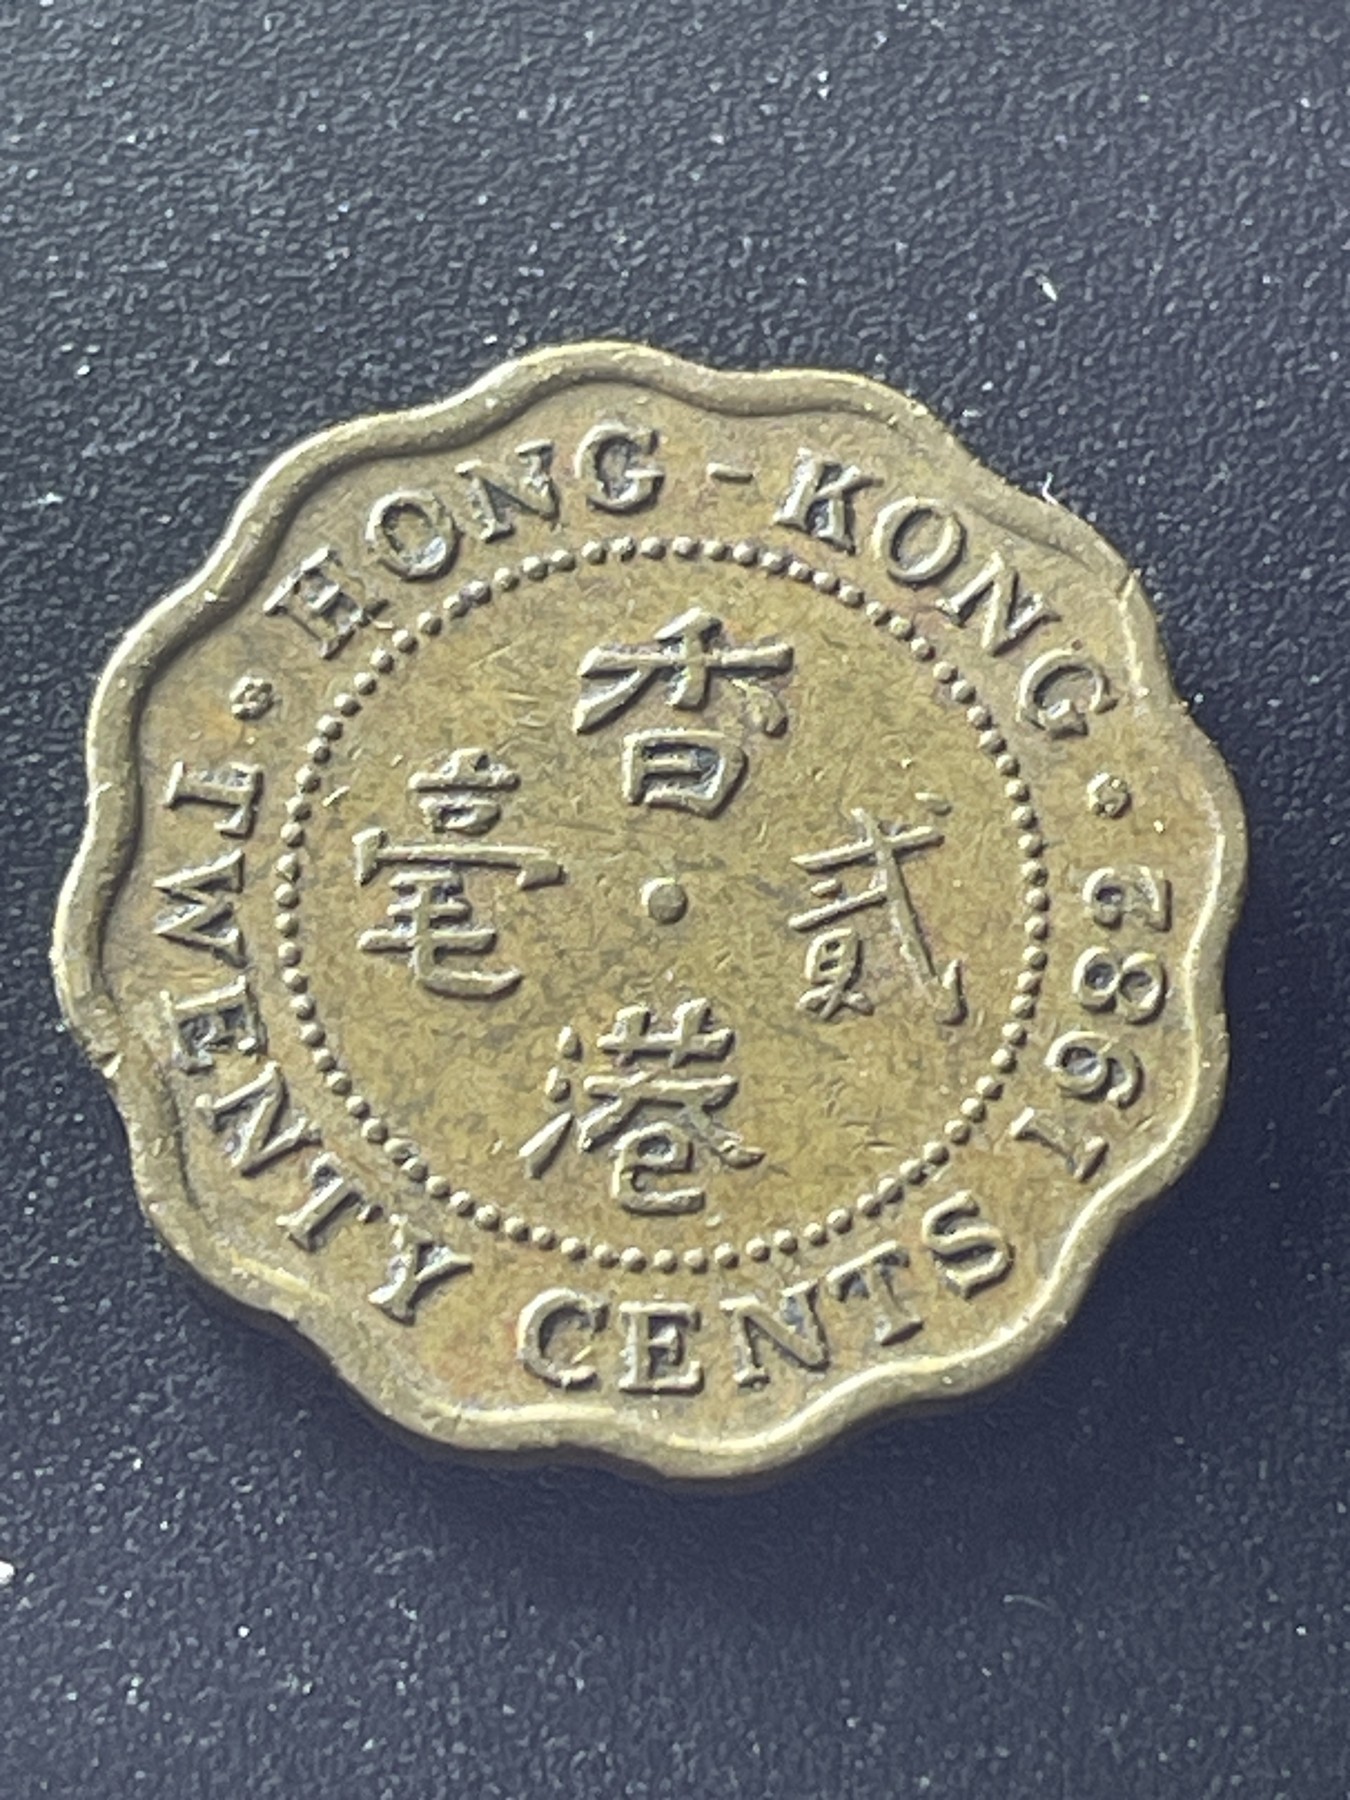 HONG-KONG
1982
TWENTY CENTS
香港
貳毫